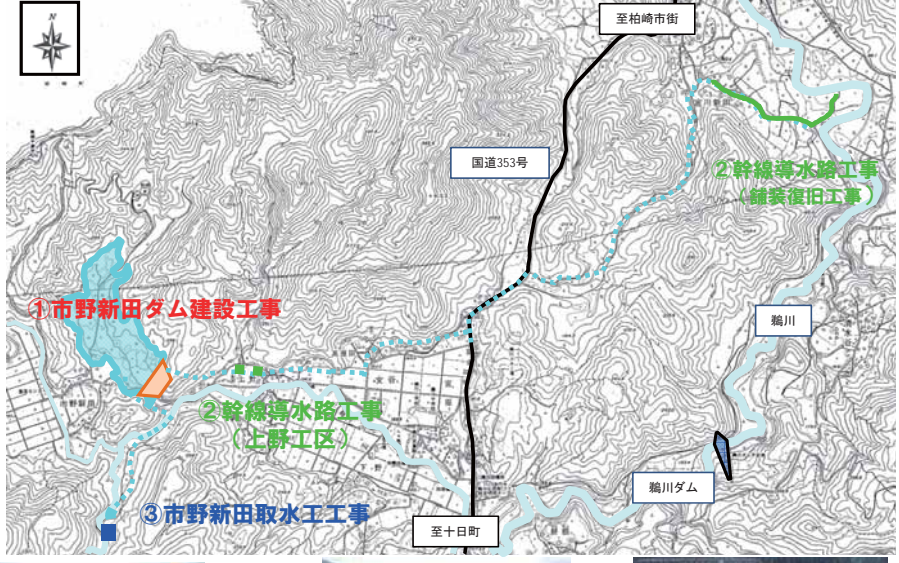 N
至柏崎市街
国道353号
②幹線導水路工事
(舗装復旧工事)
①市野新田ダム建設工事
鵜川
②幹線導水路工事
(上野工区)
鵜川ダム
③市野新田取水工工事
至十日町